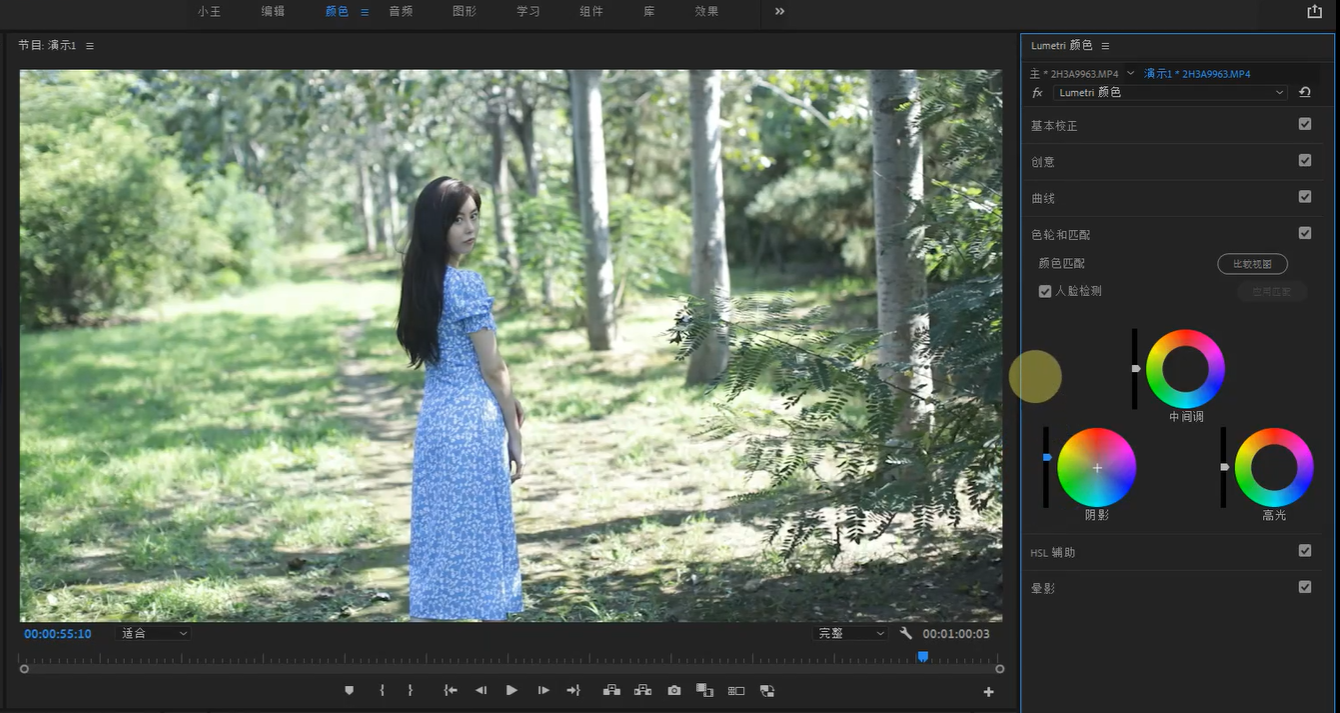 小王 编辑 颜色 音频 图形 学习 组件 库 效果
节目: 演示1
Lumetri 颜色
主 * 2H3A9963.MP4 演示1 * 2H3A9963.MP4
fx Lumetri 颜色
基本校正
创意
曲线
色轮和匹配
颜色匹配 比较视图
人脸检测 应用匹配
中间调
阴影 高光
HSL 辅助
晕影
00:00:55:10 适合 完整 00:01:00:03